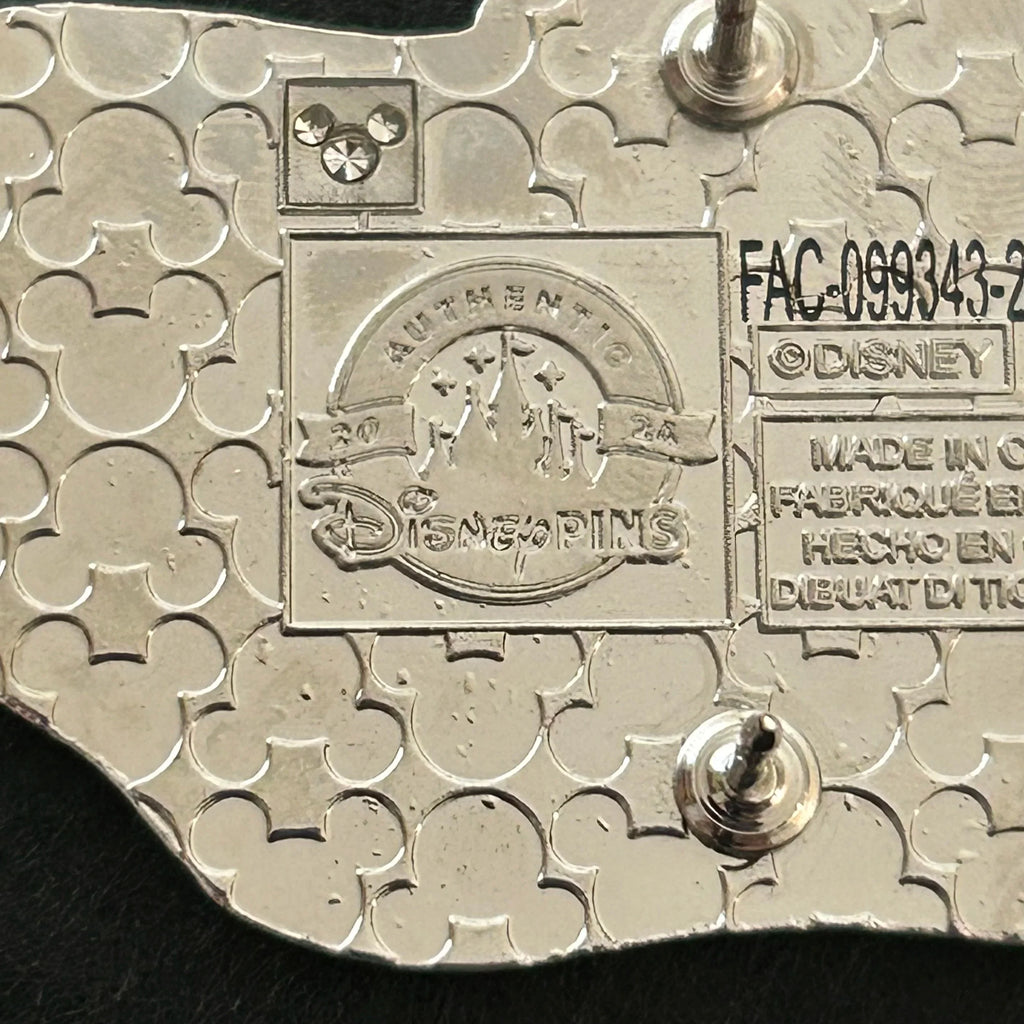 AUTHENTIC
20 24
DISNEY PINS
FAC-099343-2
©DISNEY
MADE IN C
FABRIQUÉ E
HECHO EN
DIBUAT DI TIO